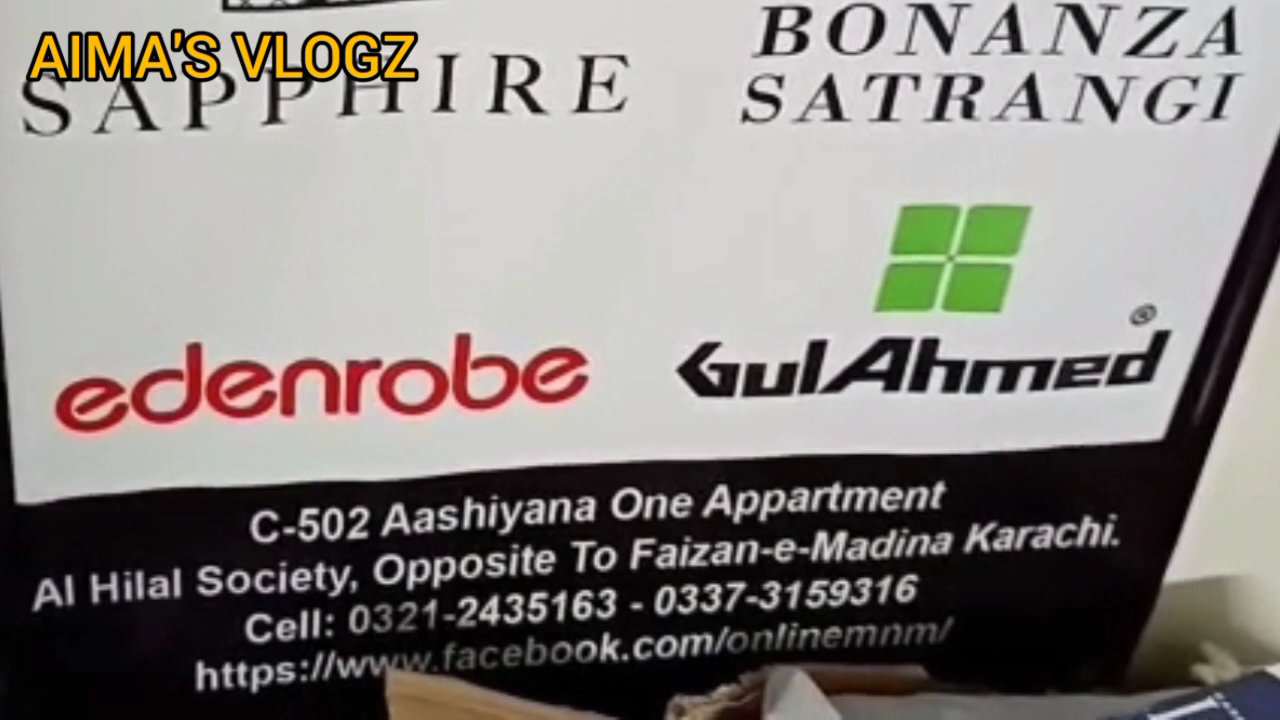 AIMA'S VLOGZ
SAPPHIRE
BONANZA
SATRANGI
edenrobe
GulAhmed®
C-502 Aashiyana One Appartment
Al Hilal Society, Opposite To Faizan-e-Madina Karachi.
Cell: 0321-2435163 - 0337-3159316
https://www.facebook.com/onlinemnm/